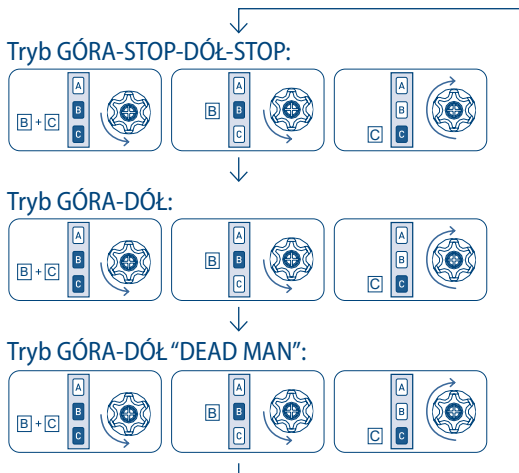 Tryb GÓRA-STOP-DÓŁ-STOP:
B + C A B C
B A B C
C A B C
Tryb GÓRA-DÓŁ:
B + C A B C
B A B C
C A B C
Tryb GÓRA-DÓŁ “DEAD MAN”:
B + C A B C
B A B C
C A B C